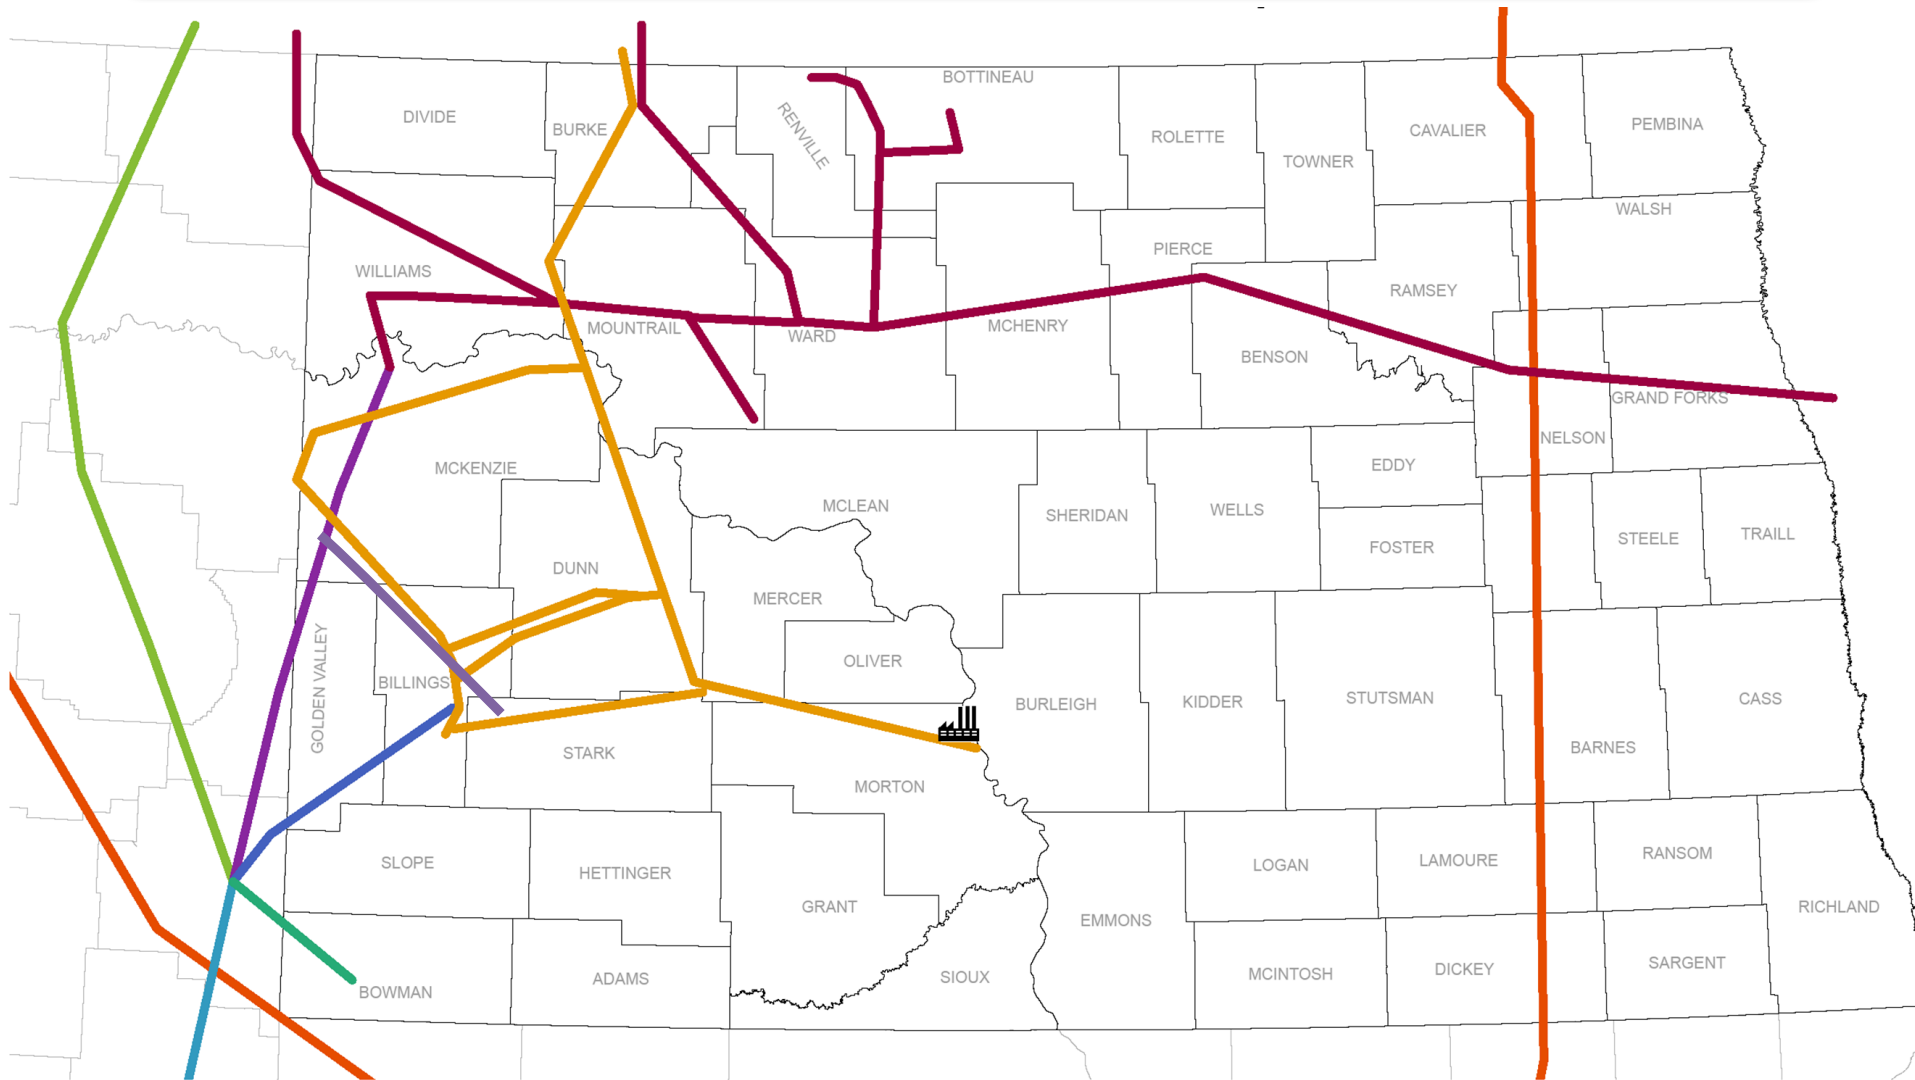 BOTTINEAU
DIVIDE
BURKE
RENVILLE
ROLETTE
TOWNER
CAVALIER
PEMBINA
WALSH
PIERCE
WILLIAMS
RAMSEY
MOUNTRAIL
WARD
MCHENRY
BENSON
GRAND FORKS
NELSON
MCKENZIE
EDDY
MCLEAN
SHERIDAN
WELLS
FOSTER
STEELE
TRAILL
DUNN
MERCER
GOLDEN VALLEY
BILLINGS
OLIVER
BURLEIGH
KIDDER
STUTSMAN
CASS
STARK
BARNES
MORTON
SLOPE
HETTINGER
LOGAN
LAMOURE
RANSOM
GRANT
EMMONS
RICHLAND
BOWMAN
ADAMS
SIOUX
MCINTOSH
DICKEY
SARGENT